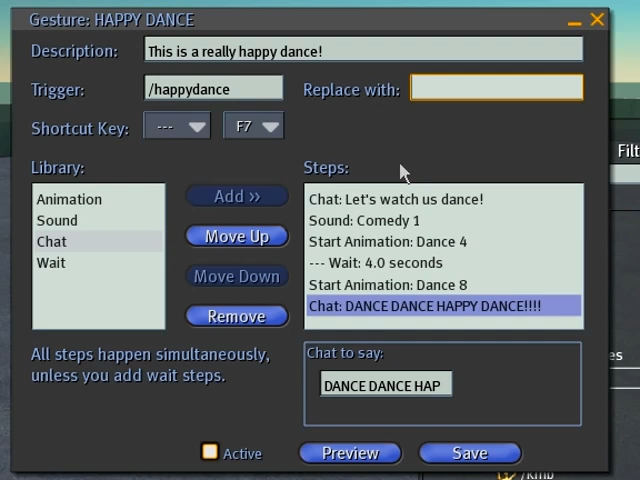 Gesture: HAPPY DANCE
Description: This is a really happy dance!
Trigger: /happydance Replace with:
Shortcut Key: --- F7
Filt
Library: Steps:
Animation
Sound
Chat
Wait
Add >>
Move Up
Move Down
Remove
Chat: Let's watch us dance!
Sound: Comedy 1
Start Animation: Dance 4
--- Wait: 4.0 seconds
Start Animation: Dance 8
Chat: DANCE DANCE HAPPY DANCE!!!!
All steps happen simultaneously,
unless you add wait steps.
Chat to say:
DANCE DANCE HAP
es
Active Preview Save
/kmb